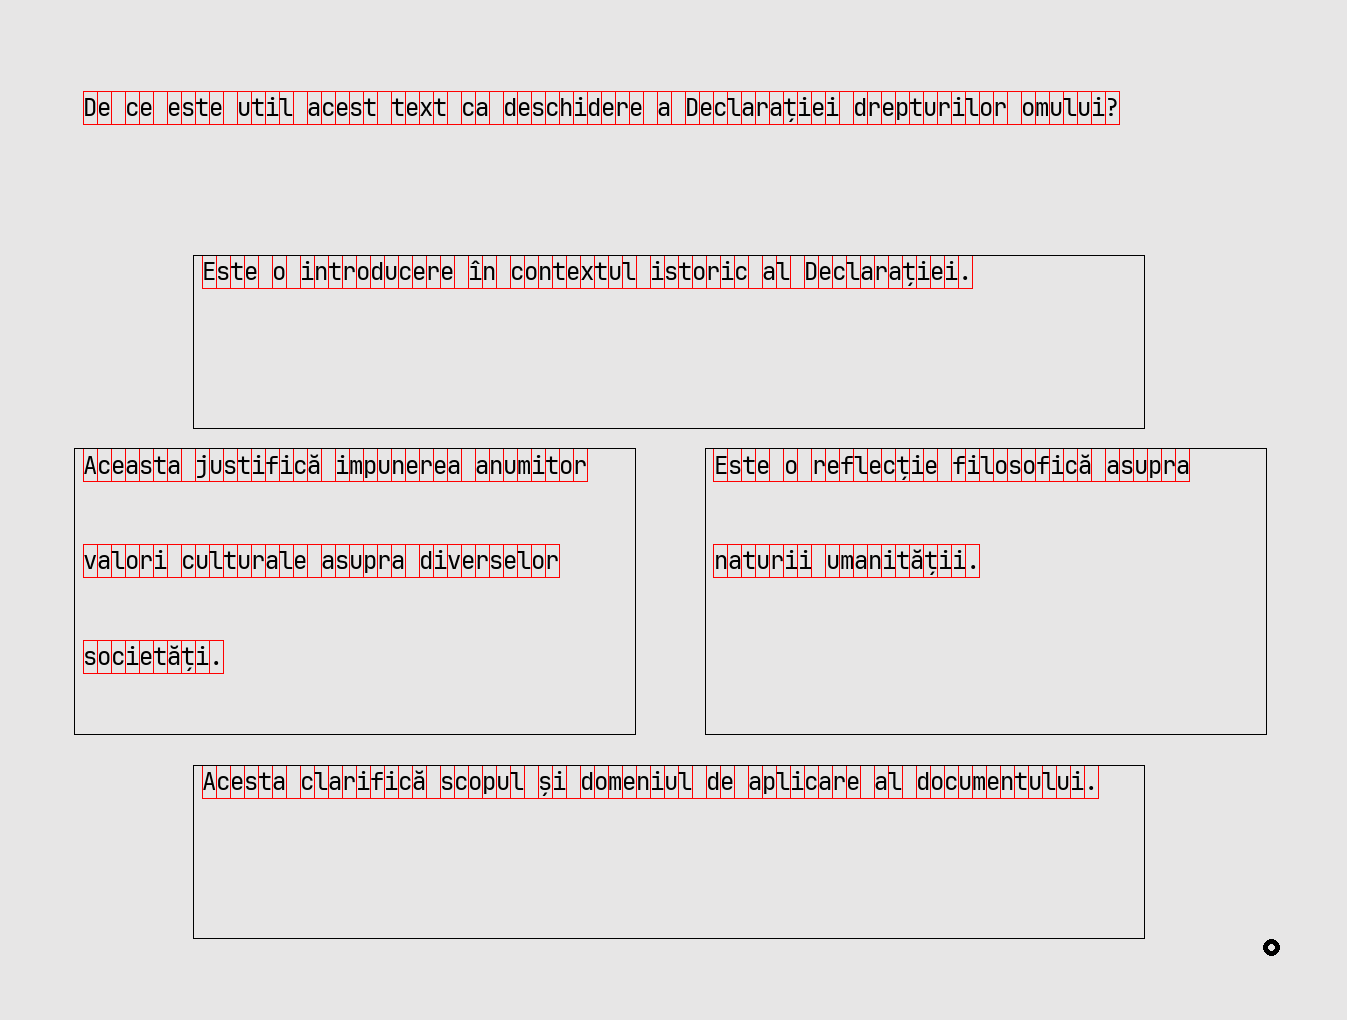 De ce este util acest text ca deschidere a Declarației drepturilor omului?
Este o introducere în contextul istoric al Declarației.
Aceasta justifică impunerea anumitor
valori culturale asupra diverselor
societăți.
Este o reflecție filosofică asupra
naturii umanității.
Acesta clarifică scopul și domeniul de aplicare al documentului.